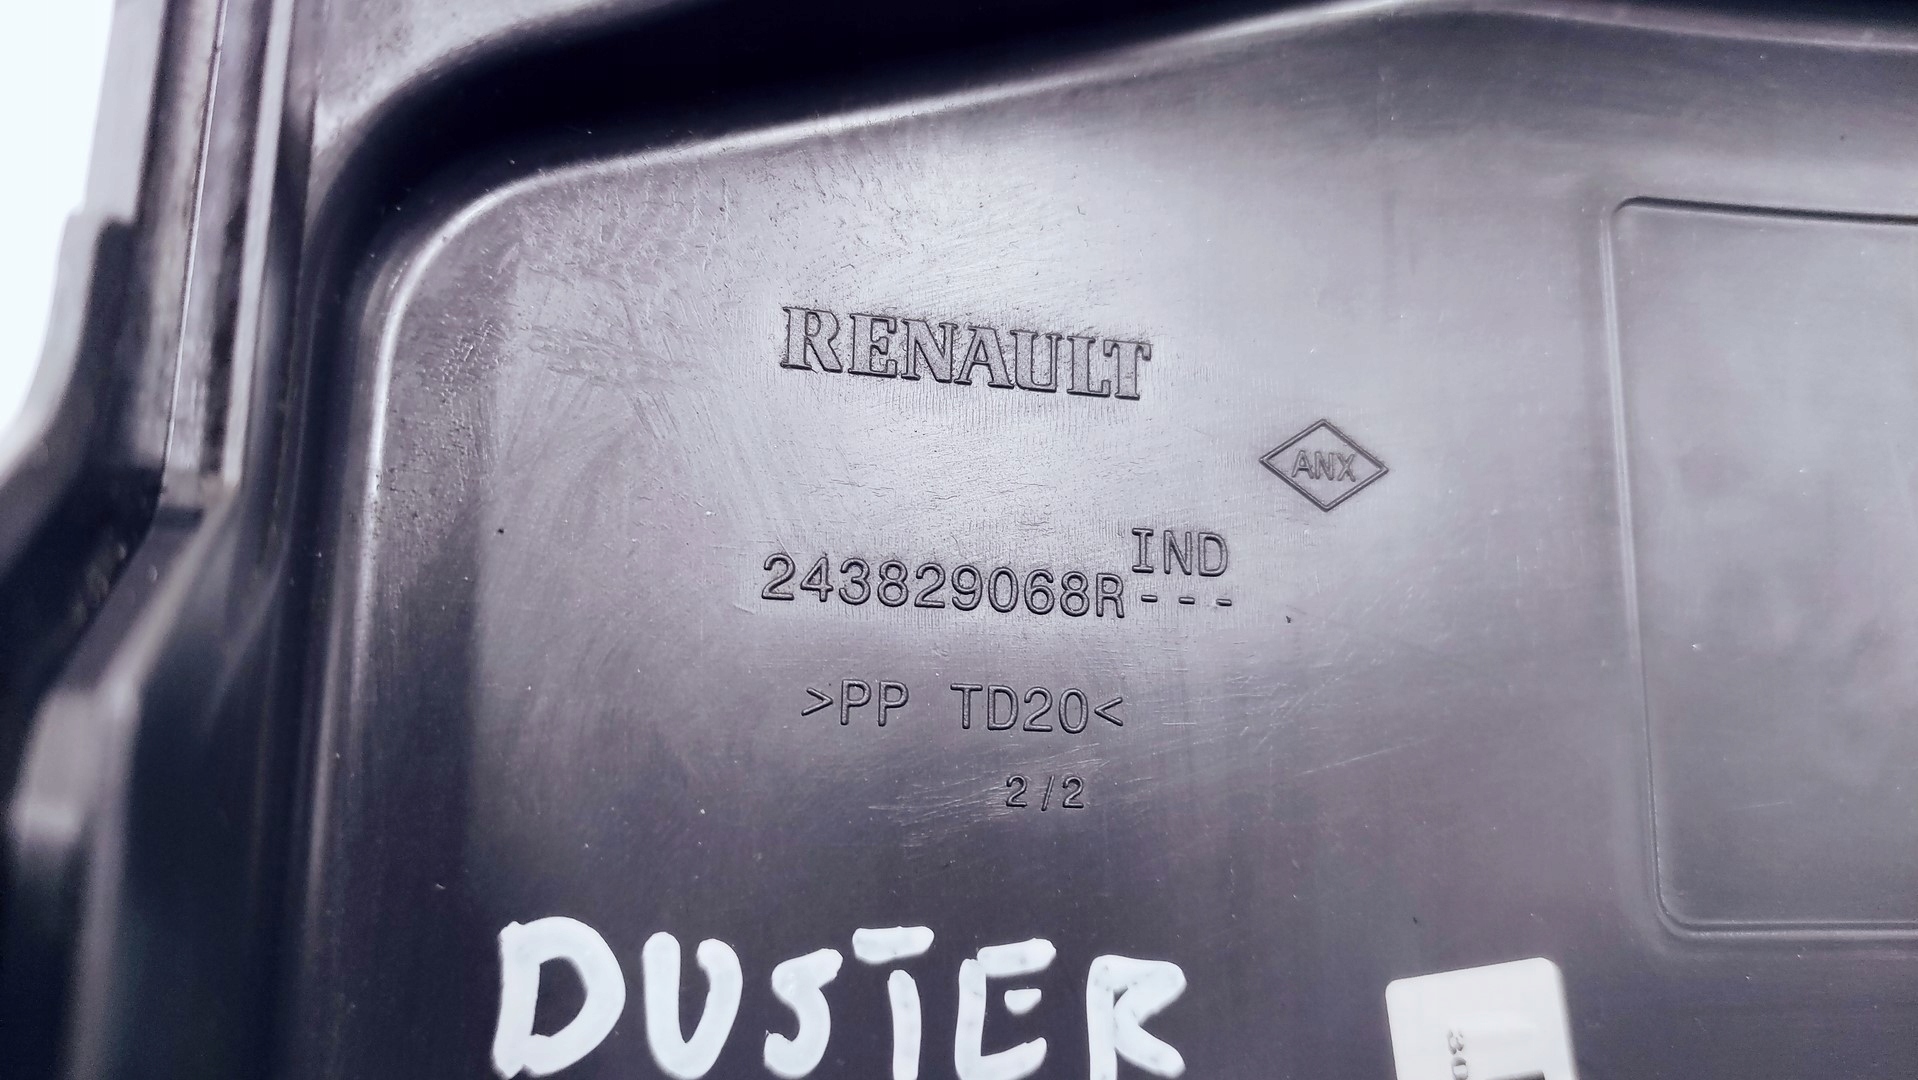 RENAULT
ANX
IND
243829068R---
>PP TD20<
2/2
DUSTER